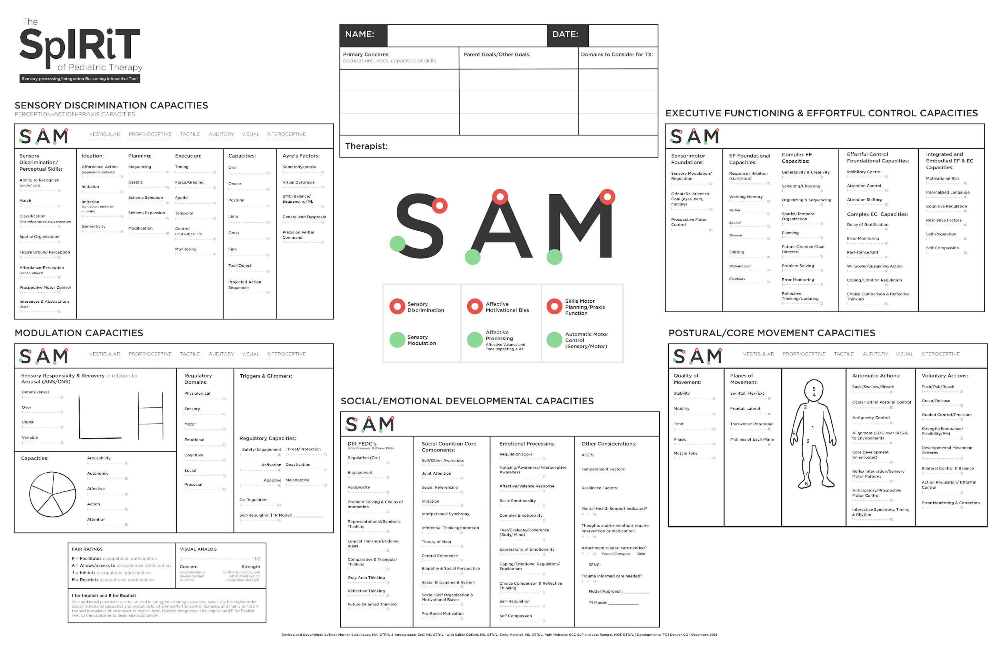 The
SpIRiT
of Pediatric Therapy
Sensory processing/Integration Reasoning interactive Tool
NAME:
DATE:
Primary Concerns:
occupations, roles, capacities or skills
Parent Goals/Other Goals:
Domains to Consider for TX:
Therapist:
SENSORY DISCRIMINATION CAPACITIES
PERCEPTION-ACTION-PRAXIS CAPACITIES
SAM
VESTIBULAR PROPRIOCEPTIVE TACTILE AUDITORY VISUAL INTEROCEPTIVE
Sensory
Discrimination/
Perceptual Skills:
Ability to Recognize
(whole/ part)
1 - - - - - - - - - - - - 10
Match
1 - - - - - - - - - - - - 10
Classification
(interrelate/associate/categorize)
1 - - - - - - - - - - - - 10
Spatial Organization
1 - - - - - - - - - - - - 10
Figure Ground Perception
1 - - - - - - - - - - - - 10
Affordance-Perception
(action; object)
1 - - - - - - - - - - - - 10
Prospective Motor Control
1 - - - - - - - - - - - - 10
Inferences & Abstractions
(logic)
1 - - - - - - - - - - - - 10
Ideation:
Affordance-Action
(apprehend; embody)
1 - - - - - - - - - - - - 10
Initiation
1 - - - - - - - - - - - - 10
Imitation
(contagion, mimic or
emulate)
1 - - - - - - - - - - - - 10
Generativity
1 - - - - - - - - - - - - 10
Planning:
Sequencing
1 - - - - - - - - - - - - 10
Gestalt
1 - - - - - - - - - - - - 10
Schema Selection
1 - - - - - - - - - - - - 10
Schema Expansion
1 - - - - - - - - - - - - 10
Modification
1 - - - - - - - - - - - - 10
Execution:
Timing
1 - - - - - - - - - - - - 10
Force/Grading
1 - - - - - - - - - - - - 10
Spatial
1 - - - - - - - - - - - - 10
Temporal
1 - - - - - - - - - - - - 10
Control
(Postural; FF; FB)
1 - - - - - - - - - - - - 10
Monitoring
1 - - - - - - - - - - - - 10
Capacities:
Oral
1 - - - - - - - - - - - - 10
Ocular
1 - - - - - - - - - - - - 10
Postural
1 - - - - - - - - - - - - 10
Limb
1 - - - - - - - - - - - - 10
Gross
1 - - - - - - - - - - - - 10
Fine
1 - - - - - - - - - - - - 10
Tool/Object
1 - - - - - - - - - - - - 10
Projected Action
Sequences
1 - - - - - - - - - - - - 10
Ayre's Factors:
Somatodyspraxia
1 - - - - - - - - - - - - 10
Visual Dyspraxia
1 - - - - - - - - - - - - 10
BMC/Balance/
Sequencing/ML
1 - - - - - - - - - - - - 10
Generalized Dyspraxia
1 - - - - - - - - - - - - 10
Praxis on Verbal
Command
1 - - - - - - - - - - - - 10
SAM
Sensory
Discrimination
Affective
Motivational Bias
Skills Motor
Planning/Praxis
Function
Sensory
Modulation
Affective
Processing
Affective Valance and
Tone Impacting 4 As
Automatic Motor
Control
(Sensory/Motor)
EXECUTIVE FUNCTIONING & EFFORTFUL CONTROL CAPACITIES
SAM
Sensorimotor
Foundations:
Sensory Modulation/
Regulation
1 - - - - - - - - - - - - 10
Orient/Re-orient to
Goal (eyes, ears,
midline)
1 - - - - - - - - - - - - 10
Prospective Motor
Control
1 - - - - - - - - - - - - 10
EF Foundational
Capacities:
Response Inhibition
(start/stop)
1 - - - - - - - - - - - - 10
Working Memory
1 - - - - - - - - - - - - 10
Verbal
1 - - - - - - - - - - - - 10
Spaital
1 - - - - - - - - - - - - 10
General
1 - - - - - - - - - - - - 10
Shifting
1 - - - - - - - - - - - - 10
Global/Local
1 - - - - - - - - - - - - 10
Flexibility
1 - - - - - - - - - - - - 10
Complex EF
Capacities:
Generativity & Creativity
1 - - - - - - - - - - - - 10
Selecting/Choosing
1 - - - - - - - - - - - - 10
Organizing & Sequencing
1 - - - - - - - - - - - - 10
Spatial/Temporal
Organization
1 - - - - - - - - - - - - 10
Planning
1 - - - - - - - - - - - - 10
Future-Oriented/Goal
Directed
1 - - - - - - - - - - - - 10
Problem Solving
1 - - - - - - - - - - - - 10
Error Monitoring
1 - - - - - - - - - - - - 10
Reflective
Thinking/Updating
1 - - - - - - - - - - - - 10
Effortful Control
Foundational Capacities:
Inhibitory Control
1 - - - - - - - - - - - - 10
Attention Control
1 - - - - - - - - - - - - 10
Attention Shifting
1 - - - - - - - - - - - - 10
Complex EC Capacities:
Delay of Gratification
1 - - - - - - - - - - - - 10
Error Monitoring
1 - - - - - - - - - - - - 10
Persistence/Grit
1 - - - - - - - - - - - - 10
Willpower/Sustaining Action
1 - - - - - - - - - - - - 10
Coping/Emotion Regulation
1 - - - - - - - - - - - - 10
Choice Comparison & Reflective
Thinking
1 - - - - - - - - - - - - 10
Integrated and
Embodied EF & EC
Capacities:
Motivational Bias
1 - - - - - - - - - - - - 10
Internalized Langauge
1 - - - - - - - - - - - - 10
Cognitive Regulation
1 - - - - - - - - - - - - 10
Resilience Factors
1 - - - - - - - - - - - - 10
Self-Regulation
1 - - - - - - - - - - - - 10
Self-Compassion
1 - - - - - - - - - - - - 10
MODULATION CAPACITIES
SAM
VESTIBULAR PROPRIOCEPTIVE TACTILE AUDITORY VISUAL INTEROCEPTIVE
Sensory Responsivity & Recovery in relation to
Arousal (ANS/CNS)
Defensiveness
1 - - - - - - - - - - - - 10
Over
1 - - - - - - - - - - - - 10
Under
1 - - - - - - - - - - - - 10
Variable
1 - - - - - - - - - - - - 10
Capacities:
Arousability
1 - - - - - - - - - - - - 10
Autonomic
1 - - - - - - - - - - - - 10
Affective
1 - - - - - - - - - - - - 10
Action
1 - - - - - - - - - - - - 10
Attention
1 - - - - - - - - - - - - 10
Regulatory
Domains:
Physiological
1 - - - - - - - - - - - - 10
Sensory
1 - - - - - - - - - - - - 10
Motor
1 - - - - - - - - - - - - 10
Emotional
1 - - - - - - - - - - - - 10
Cognitive
1 - - - - - - - - - - - - 10
Social
1 - - - - - - - - - - - - 10
Prosocial
1 - - - - - - - - - - - - 10
Triggers & Glimmers:
Regulatory Capacities:
Safety/Engagement Threat/Protection
1 - - - - - - - - - - - - 10 1 - - - - - - - - - - - - 10
Activation Deactivation
1 - - - - - - - - - - - - 10 1 - - - - - - - - - - - - 10
Adaptive Maladaptive
1 - - - - - - - - - - - - 10 1 - - - - - - - - - - - - 10
Co-Regulation
1 - - - - - - - - - - - - 10
Self-Regulation | *R Model: ____________
1 - - - - - - - - - - - - 10
FAIR RATINGS
F = Facilitates occupational participation
A = Allows/access to occupational participation
I = Inhibits occupational participation
R = Restricts occupational participation
VISUAL ANALOG
1 - - - - - - - - - - - - - - - - - - - - - - - 10
Concern Strength
poor/unable/ or
severe concern
or deficit
to strong capacity, well
established skill, or
designated strength
I for Implicit and E for Explicit
One additional parameter can be utilized in rating/considering capacities, especially the higher order
social/ emotional capacities and executive functioning/effortful control domains, and that is to note if
the skill is available at an implicit or explicit level. Use the designation I for Implicit and E for Explicit
next to the capacities to designate accordingly.
SOCIAL/EMOTIONAL DEVELOPMENTAL CAPACITIES
SAM
DIR FEDC's:
(after Greenspan & Weider, 1999)
Regulation (Co-)
1 - - - - - - - - - - - - 10
Engagement
1 - - - - - - - - - - - - 10
Reciprocity
1 - - - - - - - - - - - - 10
Problem Solving & Chains of
Interaction
1 - - - - - - - - - - - - 10
Representational/Symbolic
Thinking
1 - - - - - - - - - - - - 10
Logical Thinking/Bridging
Ideas
1 - - - - - - - - - - - - 10
Comparative & Triangular
Thinking
1 - - - - - - - - - - - - 10
Gray Area Thinking
1 - - - - - - - - - - - - 10
Reflective Thinking
1 - - - - - - - - - - - - 10
Future Oriented Thinking
1 - - - - - - - - - - - - 10
Social Cognition Core
Components:
Self/Other Awareness
1 - - - - - - - - - - - - 10
Joint Attention
1 - - - - - - - - - - - - 10
Social Referencing
1 - - - - - - - - - - - - 10
Imitation
1 - - - - - - - - - - - - 10
Interpersonal Synchrony
1 - - - - - - - - - - - - 10
Inferential Thinking/Intention
1 - - - - - - - - - - - - 10
Theory of Mind
1 - - - - - - - - - - - - 10
Central Coherence
1 - - - - - - - - - - - - 10
Empathy & Social Perspective
1 - - - - - - - - - - - - 10
Social Engagement System
1 - - - - - - - - - - - - 10
Social/Self Organization &
Motivational Biases
1 - - - - - - - - - - - - 10
Pro-Social Motivation
1 - - - - - - - - - - - - 10
Emotional Processing:
Regulation (Co-)
1 - - - - - - - - - - - - - 10
Noticing/Awareness/Interoceptive
Awareness
1 - - - - - - - - - - - - - 10
Affective/Valence Response
1 - - - - - - - - - - - - - 10
Basic Emotionality
1 - - - - - - - - - - - - - 10
Complex Emotionality
1 - - - - - - - - - - - - - 10
Feel/Evaluate/Coherence
(Body/ Mind)
1 - - - - - - - - - - - - - 10
Expressiong of Emotionality
1 - - - - - - - - - - - - - 10
Coping/Emotional Regulation/
Equilibrium
1 - - - - - - - - - - - - - 10
Choice Comparison & Reflective
Thinking
1 - - - - - - - - - - - - - 10
Self-Regulation
1 - - - - - - - - - - - - - 10
Self Compassion
1 - - - - - - - - - - - - - 10
Other Considerations:
ACE'S:
Temperament Factors:
Resilience Factors:
Mental Health Support indicated?
Y / N
Thoughts and/or emotions require
intervention or medication?
Y / N
Attachment related care needed?
Y / N Parent/Caregiver Child
SENC:
Trauma informed care needed?
Y / N
Model/Approach: __________
*R Model: ____________
POSTURAL/CORE MOVEMENT CAPACITIES
SAM
VESTIBULAR PROPRIOCEPTIVE TACTILE AUDITORY VISUAL INTEROCEPTIVE
Quality of
Movement:
Stability
1 - - - - - - - - - - - - 10
Mobility
1 - - - - - - - - - - - - 10
Tonic
1 - - - - - - - - - - - - 10
Phasic
1 - - - - - - - - - - - - 10
Muscle Tone
1 - - - - - - - - - - - - 10
Planes of
Movement:
Sagittal: Flex/Ext
1 - - - - - - - - - - - - 10
Frontal: Lateral
1 - - - - - - - - - - - - 10
Transverse: Rotational
1 - - - - - - - - - - - - 10
Midlines of Each Plane
1 - - - - - - - - - - - - 10
5
4
2
1
6
3
7
8
Automatic Actions:
Suck/Swallow/Breath
1 - - - - - - - - - - - - 10
Ocular within Postural Control
1 - - - - - - - - - - - - 10
Antigravity Control
1 - - - - - - - - - - - - 10
Alignment (COG over BOS &
to Environment)
1 - - - - - - - - - - - - 10
Core Development
(inner/outer)
1 - - - - - - - - - - - - 10
Reflex Integration/Sensory
Motor Patterns
1 - - - - - - - - - - - - 10
Anticipatory/Prospective
Motor Control
1 - - - - - - - - - - - - 10
Interactive Synchrony, Timing
& Rhythm
1 - - - - - - - - - - - - 10
Voluntary Actions:
Push/Pull/Reach
1 - - - - - - - - - - - - 10
Grasp/Release
1 - - - - - - - - - - - - 10
Graded Control/Precision
1 - - - - - - - - - - - - 10
Strength/Endurance/
Flexibility/BMI
1 - - - - - - - - - - - - 10
Developmental Movement
Patterns
1 - - - - - - - - - - - - 10
Bilateral Control & Balance
1 - - - - - - - - - - - - 10
Action Regulation/ Effortful
Control
1 - - - - - - - - - - - - 10
Error Monitoring & Correction
1 - - - - - - - - - - - - 10
Devised and Copyrighted byTracy Murnan Stackhouse, MA, OTR/L & Angela Sauer Graf, MS, OTR/L | with Kaitlin Dollard, MS, OTR/L, Emily Marshall, MS, OTR/L, Ruth Meissner, CCC-SLP and Jess Rempel, MOT, OTR/L | Developmental FX | Denver, CO | December, 2014